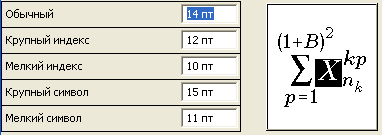 Обычный 14 пт
Крупный индекс 12 пт
Мелкий индекс 10 пт
Крупный символ 15 пт
Мелкий символ 11 пт
(1+B)²
∑ X kp nk
p=1